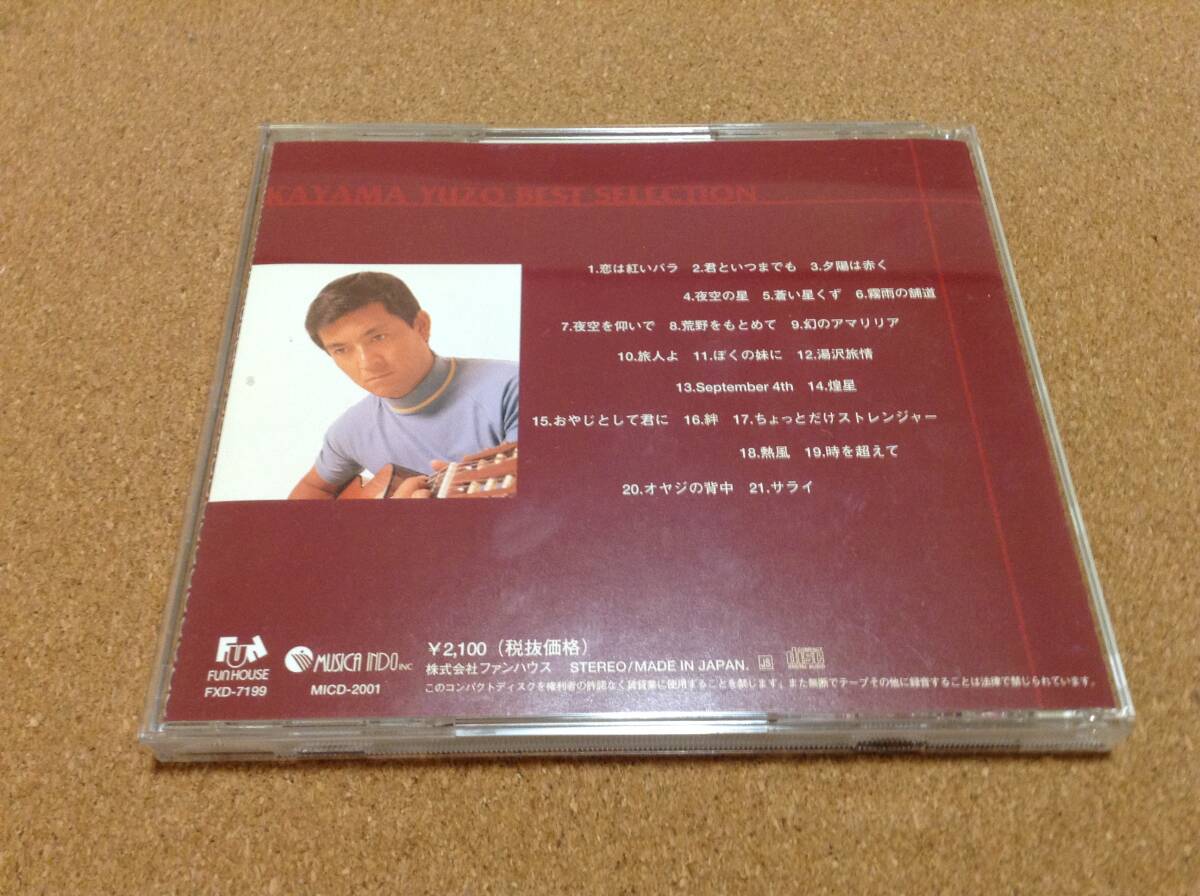 KAYAMA YUZO BEST SELECTION
1.恋は紅いバラ 2.君といつまでも 3.夕陽は赤く
4.夜空の星 5.蒼い星くず 6.霧雨の舗道
7.夜空を仰いで 8.荒野をもとめて 9.幻のアマリリア
10.旅人よ 11.ぼくの妹に 12.湯沢旅情
13.September 4th 14.煌星
15.おやじとして君に 16.絆 17.ちょっとだけストレンジャー
18.熱風 19.時を超えて
20.オヤジの背中 21.サライ
FUN
FUN HOUSE
FXD-7199
MUSICA INDO INC
MICD-2001
¥2,100（税抜価格）
株式会社ファンハウス STEREO/MADE IN JAPAN.
COMPACT disc DIGITAL AUDIO
このコンパクトディスクを権利者の許諾なく賃貸業に使用することを禁じます。また無断でテープその他に録音することは法律で禁じられています。